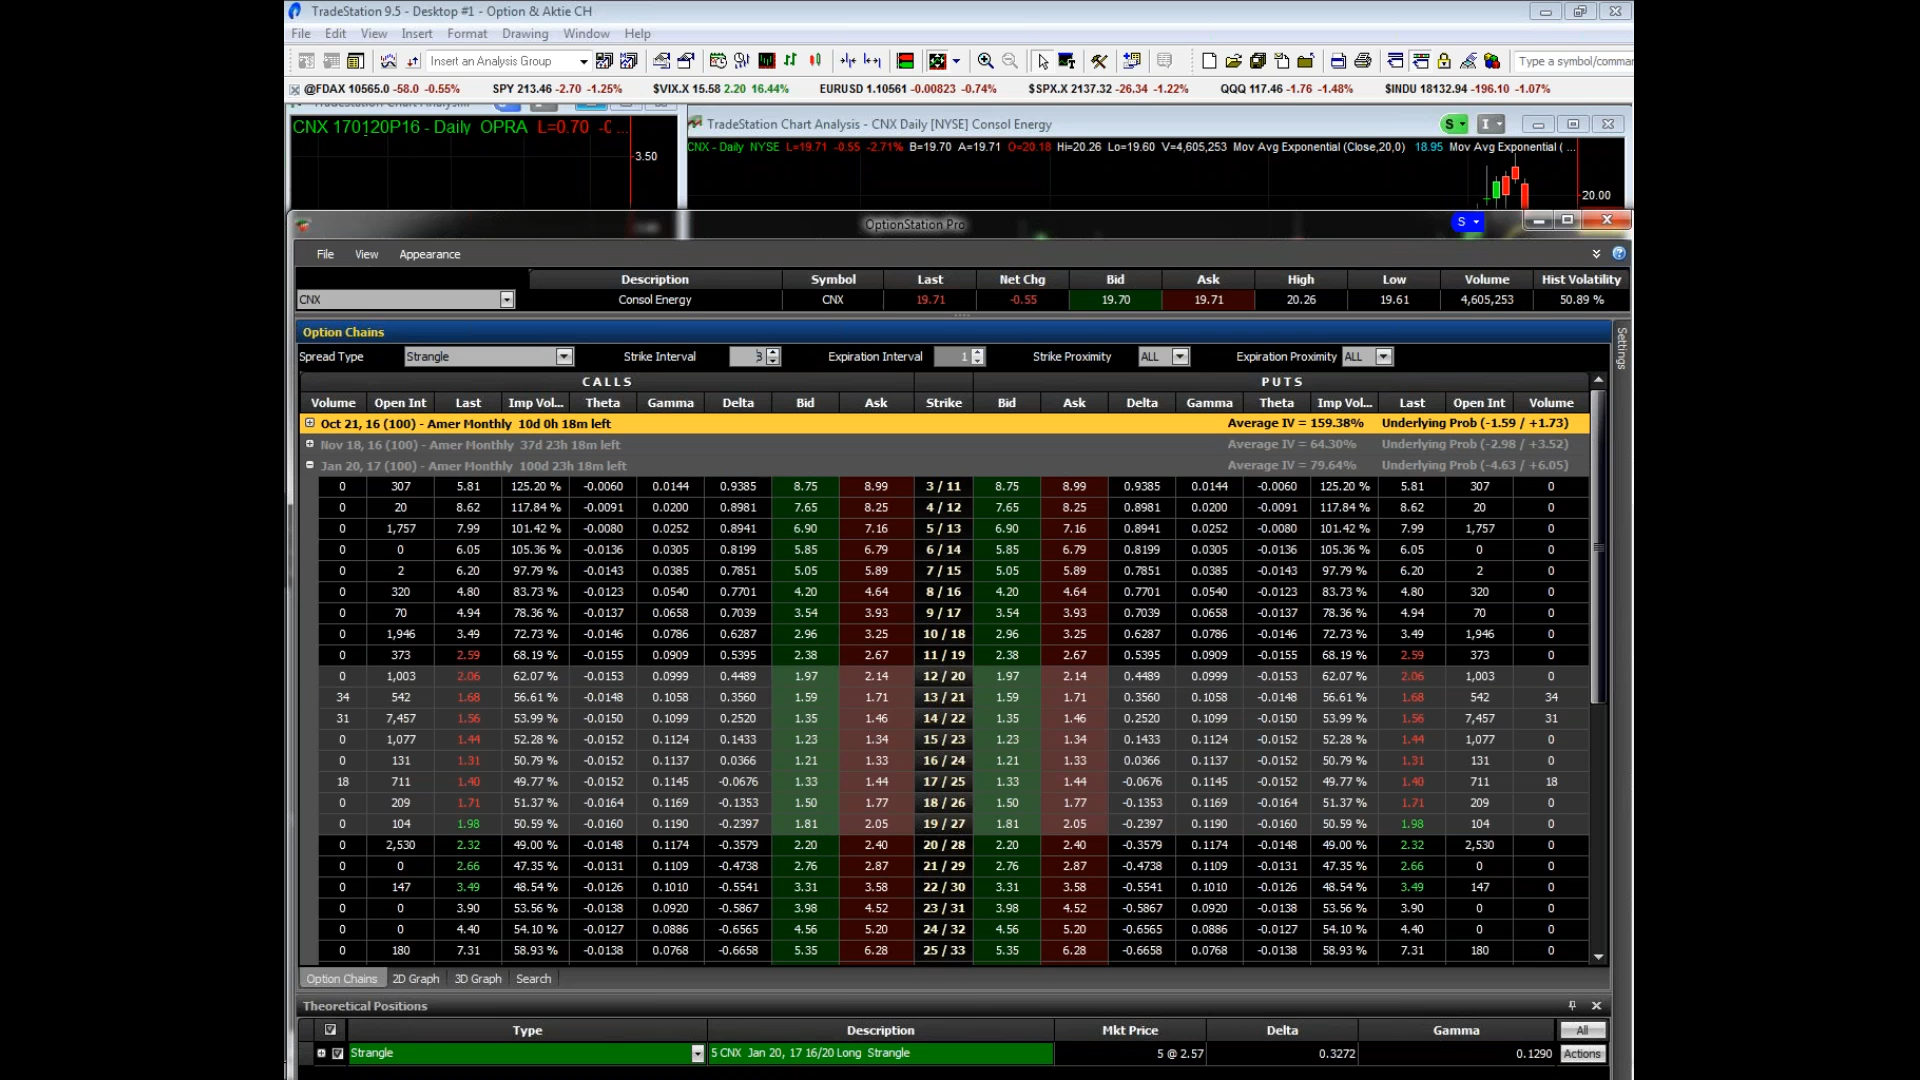 TradeStation 9.5 - Desktop #1 - Option & Aktie CH
File Edit View Insert Format Drawing Window Help
Insert an Analysis Group
Type a symbol/comman
@FDAX 10565.0 -58.0 -0.55% SPY 213.46 -2.70 -1.25% $VIX.X 15.58 2.20 16.44% EURUSD 1.10561 -0.00823 -0.74% $SPX.X 2137.32 -26.34 -1.22% QQQ 117.46 -1.76 -1.48% $INDU 18132.94 -196.10 -1.07%
CNX 170120P16 - Daily OPRA L=0.70 -0 ...
3.50
TradeStation Chart Analysis - CNX Daily [NYSE] Consol Energy
S I
CNX - Daily NYSE L=19.71 -0.55 -2.71% B=19.70 A=19.71 O=20.18 Hi=20.26 Lo=19.60 V=4,605,253 Mov Avg Exponential (Close,20,0) 18.95 Mov Avg Exponential ( ...
20.00
OptionStation Pro S
File View Appearance
Description Symbol Last Net Chg Bid Ask High Low Volume Hist Volatility
CNX Consol Energy CNX 19.71 -0.55 19.70 19.71 20.26 19.61 4,605,253 50.89 %
Settings
Option Chains
Spread Type Strangle Strike Interval 3 Expiration Interval 1 Strike Proximity ALL Expiration Proximity ALL
CALLS PUTS
Volume Open Int Last Imp Vol... Theta Gamma Delta Bid Ask Strike Bid Ask Delta Gamma Theta Imp Vol... Last Open Int Volume
Oct 21, 16 (100) - Amer Monthly 10d 0h 18m left Average IV = 159.38% Underlying Prob (-1.59 / +1.73)
Nov 18, 16 (100) - Amer Monthly 37d 23h 18m left Average IV = 64.30% Underlying Prob (-2.98 / +3.52)
Jan 20, 17 (100) - Amer Monthly 100d 23h 18m left Average IV = 79.64% Underlying Prob (-4.63 / +6.05)
0 307 5.81 125.20 % -0.0060 0.0144 0.9385 8.75 8.99 3 / 11 8.75 8.99 0.9385 0.0144 -0.0060 125.20 % 5.81 307 0
0 20 8.62 117.84 % -0.0091 0.0200 0.8981 7.65 8.25 4 / 12 7.65 8.25 0.8981 0.0200 -0.0091 117.84 % 8.62 20 0
0 1,757 7.99 101.42 % -0.0080 0.0252 0.8941 6.90 7.16 5 / 13 6.90 7.16 0.8941 0.0252 -0.0080 101.42 % 7.99 1,757 0
0 0 6.05 105.36 % -0.0136 0.0305 0.8199 5.85 6.79 6 / 14 5.85 6.79 0.8199 0.0305 -0.0136 105.36 % 6.05 0 0
0 2 6.20 97.79 % -0.0143 0.0385 0.7851 5.05 5.89 7 / 15 5.05 5.89 0.7851 0.0385 -0.0143 97.79 % 6.20 2 0
0 320 4.80 83.73 % -0.0123 0.0540 0.7701 4.20 4.64 8 / 16 4.20 4.64 0.7701 0.0540 -0.0123 83.73 % 4.80 320 0
0 70 4.94 78.36 % -0.0137 0.0658 0.7039 3.54 3.93 9 / 17 3.54 3.93 0.7039 0.0658 -0.0137 78.36 % 4.94 70 0
0 1,946 3.49 72.73 % -0.0146 0.0786 0.6287 2.96 3.25 10 / 18 2.96 3.25 0.6287 0.0786 -0.0146 72.73 % 3.49 1,946 0
0 373 2.59 68.19 % -0.0155 0.0909 0.5395 2.38 2.67 11 / 19 2.38 2.67 0.5395 0.0909 -0.0155 68.19 % 2.59 373 0
0 1,003 2.06 62.07 % -0.0153 0.0999 0.4489 1.97 2.14 12 / 20 1.97 2.14 0.4489 0.0999 -0.0153 62.07 % 2.06 1,003 0
34 542 1.68 56.61 % -0.0148 0.1058 0.3560 1.59 1.71 13 / 21 1.59 1.71 0.3560 0.1058 -0.0148 56.61 % 1.68 542 34
31 7,457 1.56 53.99 % -0.0150 0.1099 0.2520 1.35 1.46 14 / 22 1.35 1.46 0.2520 0.1099 -0.0150 53.99 % 1.56 7,457 31
0 1,077 1.44 52.28 % -0.0152 0.1124 0.1433 1.23 1.34 15 / 23 1.23 1.34 0.1433 0.1124 -0.0152 52.28 % 1.44 1,077 0
0 131 1.31 50.79 % -0.0152 0.1137 0.0366 1.21 1.33 16 / 24 1.21 1.33 0.0366 0.1137 -0.0152 50.79 % 1.31 131 0
18 711 1.40 49.77 % -0.0152 0.1145 -0.0676 1.33 1.44 17 / 25 1.33 1.44 -0.0676 0.1145 -0.0152 49.77 % 1.40 711 18
0 209 1.71 51.37 % -0.0164 0.1169 -0.1353 1.50 1.77 18 / 26 1.50 1.77 -0.1353 0.1169 -0.0164 51.37 % 1.71 209 0
0 104 1.98 50.59 % -0.0160 0.1190 -0.2397 1.81 2.05 19 / 27 1.81 2.05 -0.2397 0.1190 -0.0160 50.59 % 1.98 104 0
0 2,530 2.32 49.00 % -0.0148 0.1174 -0.3579 2.20 2.40 20 / 28 2.20 2.40 -0.3579 0.1174 -0.0148 49.00 % 2.32 2,530 0
0 0 2.66 47.35 % -0.0131 0.1109 -0.4738 2.76 2.87 21 / 29 2.76 2.87 -0.4738 0.1109 -0.0131 47.35 % 2.66 0 0
0 147 3.49 48.54 % -0.0126 0.1010 -0.5541 3.31 3.58 22 / 30 3.31 3.58 -0.5541 0.1010 -0.0126 48.54 % 3.49 147 0
0 0 3.90 53.56 % -0.0138 0.0920 -0.5867 3.98 4.52 23 / 31 3.98 4.52 -0.5867 0.0920 -0.0138 53.56 % 3.90 0 0
0 0 4.40 54.10 % -0.0127 0.0886 -0.6565 4.56 5.20 24 / 32 4.56 5.20 -0.6565 0.0886 -0.0127 54.10 % 4.40 0 0
0 180 7.31 58.93 % -0.0138 0.0768 -0.6658 5.35 6.28 25 / 33 5.35 6.28 -0.6658 0.0768 -0.0138 58.93 % 7.31 180 0
Option Chains 2D Graph 3D Graph Search
Theoretical Positions
Type Description Mkt Price Delta Gamma All
Strangle 5 CNX Jan 20, 17 16/20 Long Strangle 5 @ 2.57 0.3272 0.1290 Actions